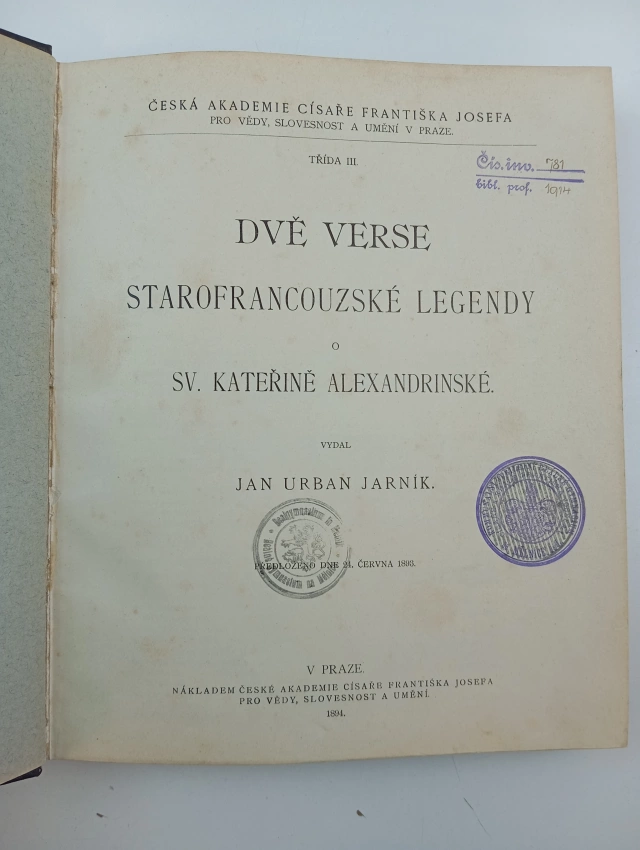 ČESKÁ AKADEMIE CÍSAŘE FRANTIŠKA JOSEFA
PRO VĚDY, SLOVESNOST A UMĚNÍ V PRAZE.
TŘÍDA III.
Čís. inv. 781
bibl. prof. 1914
DVĚ VERSE
STAROFRANCOUZSKÉ LEGENDY
O
SV. KATEŘINĚ ALEXANDRINSKÉ.
VYDAL
JAN URBAN JARNÍK.
PŘEDLOŽENO DNE 24. ČERVNA 1893.
V PRAZE.
NÁKLADEM ČESKÉ AKADEMIE CÍSAŘE FRANTIŠKA JOSEFA
PRO VĚDY, SLOVESNOST A UMĚNÍ.
1894.